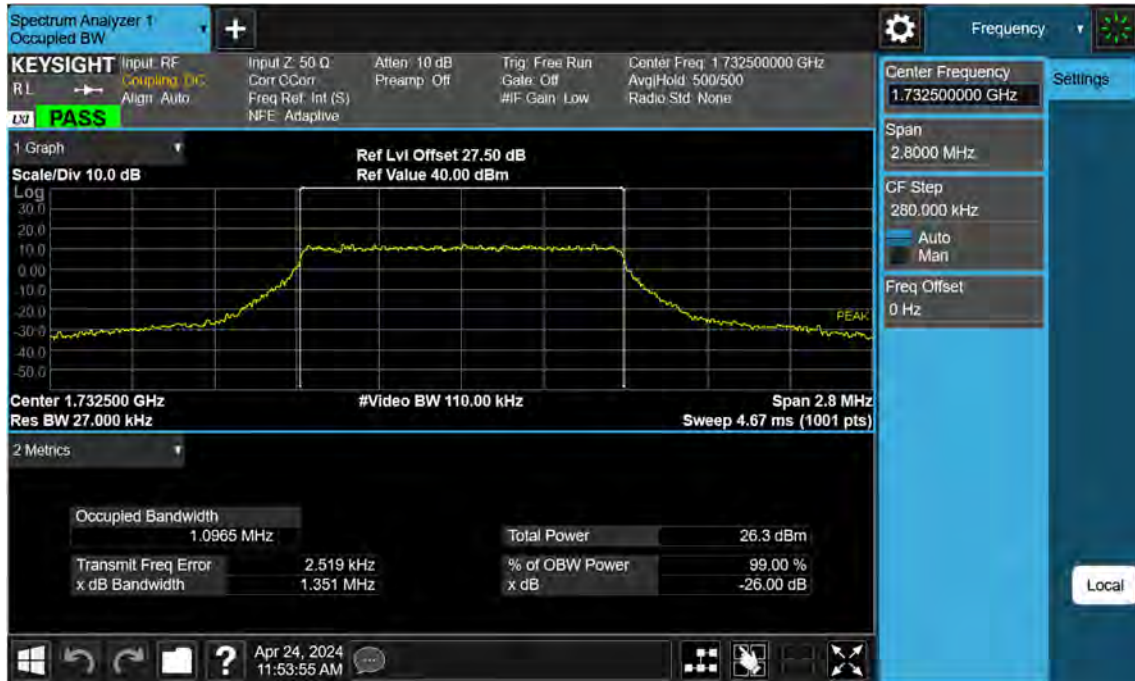 Spectrum Analyzer 1
Occupied BW
+
Frequency
KEYSIGHT Input: RF
RL
Coupling: DC
Align: Auto
Input Z: 50 Ω
Corr CCorr
Freq Ref: Int (S)
NFE: Adaptive
Atten: 10 dB
Preamp: Off
Trig: Free Run
Gate: Off
#IF Gain: Low
Center Freq: 1.732500000 GHz
Avg|Hold: 500/500
Radio Std: None
LXI PASS
Center Frequency
1.732500000 GHz
Settings
Span
2.8000 MHz
CF Step
280.000 kHz
Auto
Man
Freq Offset
0 Hz
1 Graph
Scale/Div 10.0 dB
Ref Lvl Offset 27.50 dB
Ref Value 40.00 dBm
Log
30.0
20.0
10.0
0.00
-10.0
-20.0
-30.0
-40.0
-50.0
PEAK
Center 1.732500 GHz
#Video BW 110.00 kHz
Span 2.8 MHz
Res BW 27.000 kHz
Sweep 4.67 ms (1001 pts)
2 Metrics
Occupied Bandwidth
1.0965 MHz
Total Power 26.3 dBm
Transmit Freq Error 2.519 kHz
% of OBW Power 99.00 %
x dB Bandwidth 1.351 MHz
x dB -26.00 dB
Local
?
Apr 24, 2024
11:53:55 AM